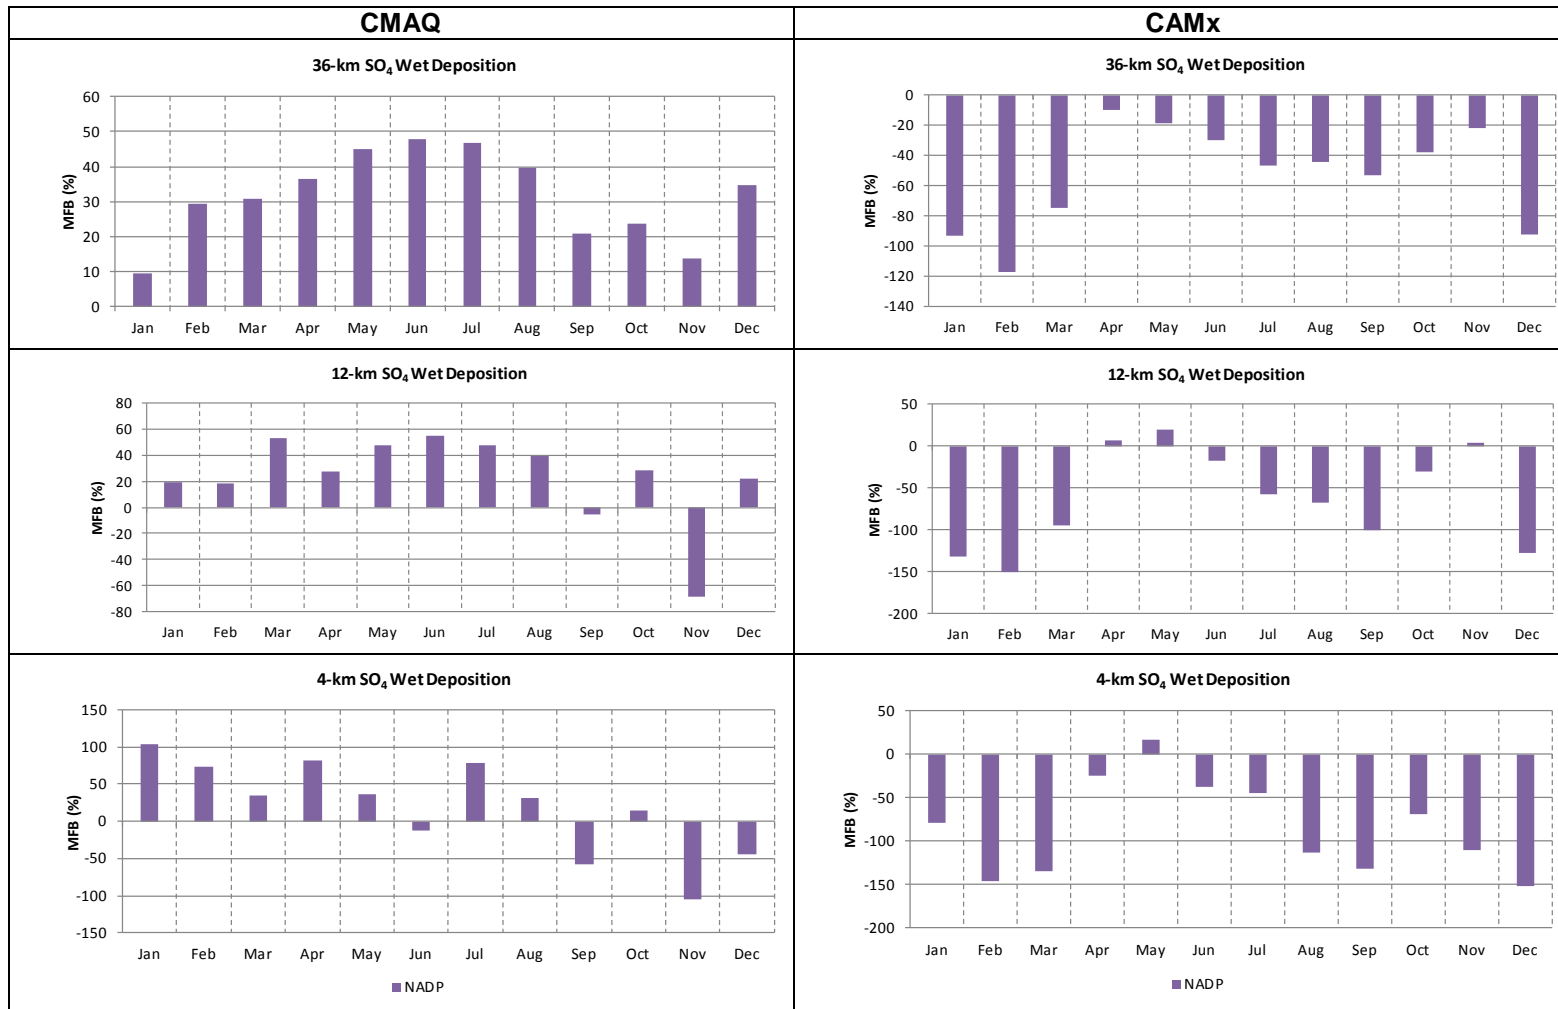 CMAQ
CAMx
36-km SO4 Wet Deposition
MFB (%)
60
50
40
30
20
10
0
Jan Feb Mar Apr May Jun Jul Aug Sep Oct Nov Dec
36-km SO4 Wet Deposition
MFB (%)
0
-20
-40
-60
-80
-100
-120
-140
Jan Feb Mar Apr May Jun Jul Aug Sep Oct Nov Dec
12-km SO4 Wet Deposition
MFB (%)
80
60
40
20
0
-20
-40
-60
-80
Jan Feb Mar Apr May Jun Jul Aug Sep Oct Nov Dec
12-km SO4 Wet Deposition
MFB (%)
50
0
-50
-100
-150
-200
Jan Feb Mar Apr May Jun Jul Aug Sep Oct Nov Dec
4-km SO4 Wet Deposition
MFB (%)
150
100
50
0
-50
-100
-150
Jan Feb Mar Apr May Jun Jul Aug Sep Oct Nov Dec
NADP
4-km SO4 Wet Deposition
MFB (%)
50
0
-50
-100
-150
-200
Jan Feb Mar Apr May Jun Jul Aug Sep Oct Nov Dec
NADP